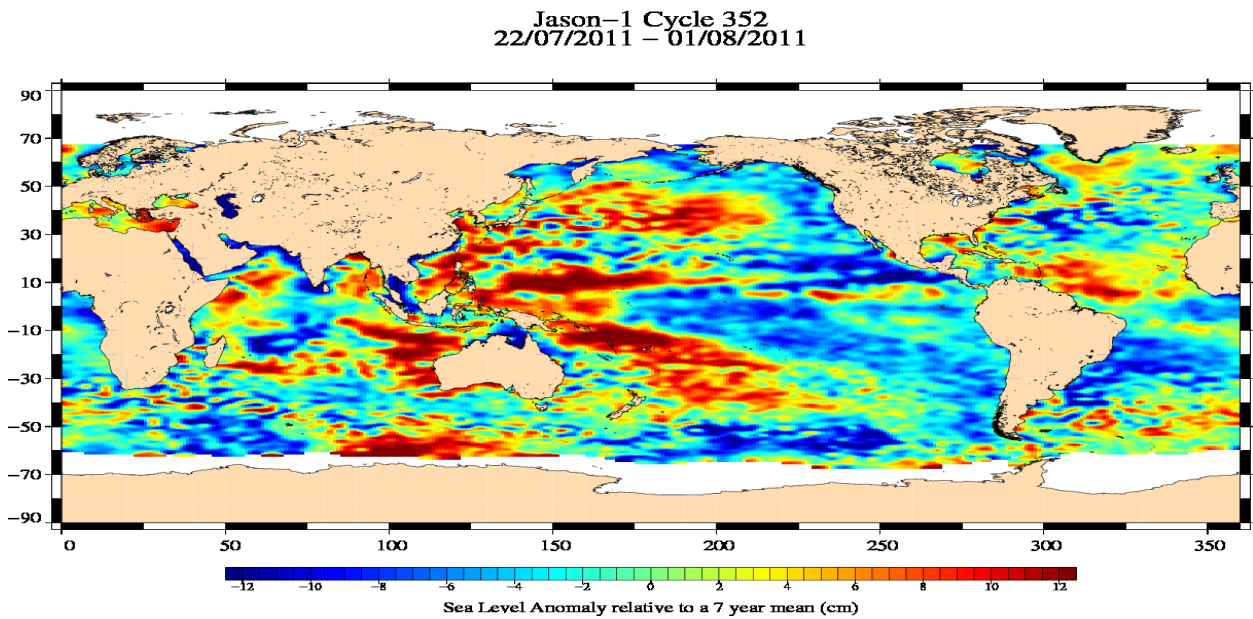 Jason−1 Cycle 352
22/07/2011 − 01/08/2011
90
70
50
30
10
−10
−30
−50
−70
−90
0 50 100 150 200 250 300 350
−12 −10 −8 −6 −4 −2 0 2 4 6 8 10 12
Sea Level Anomaly relative to a 7 year mean (cm)